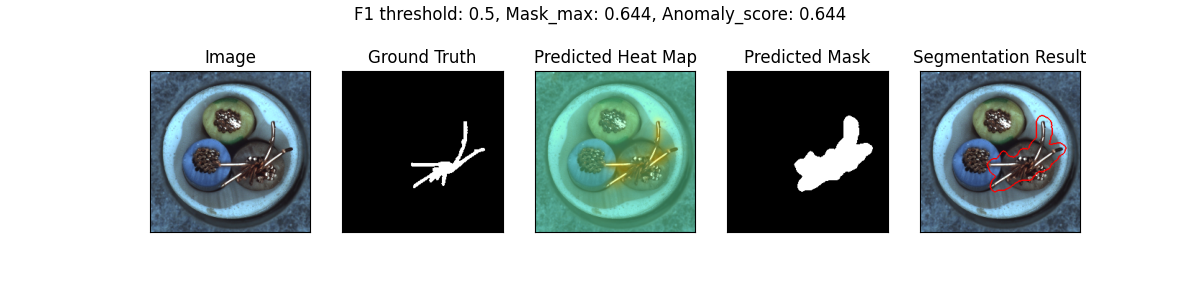 F1 threshold: 0.5, Mask_max: 0.644, Anomaly_score: 0.644
Image
Ground Truth
Predicted Heat Map
Predicted Mask
Segmentation Result